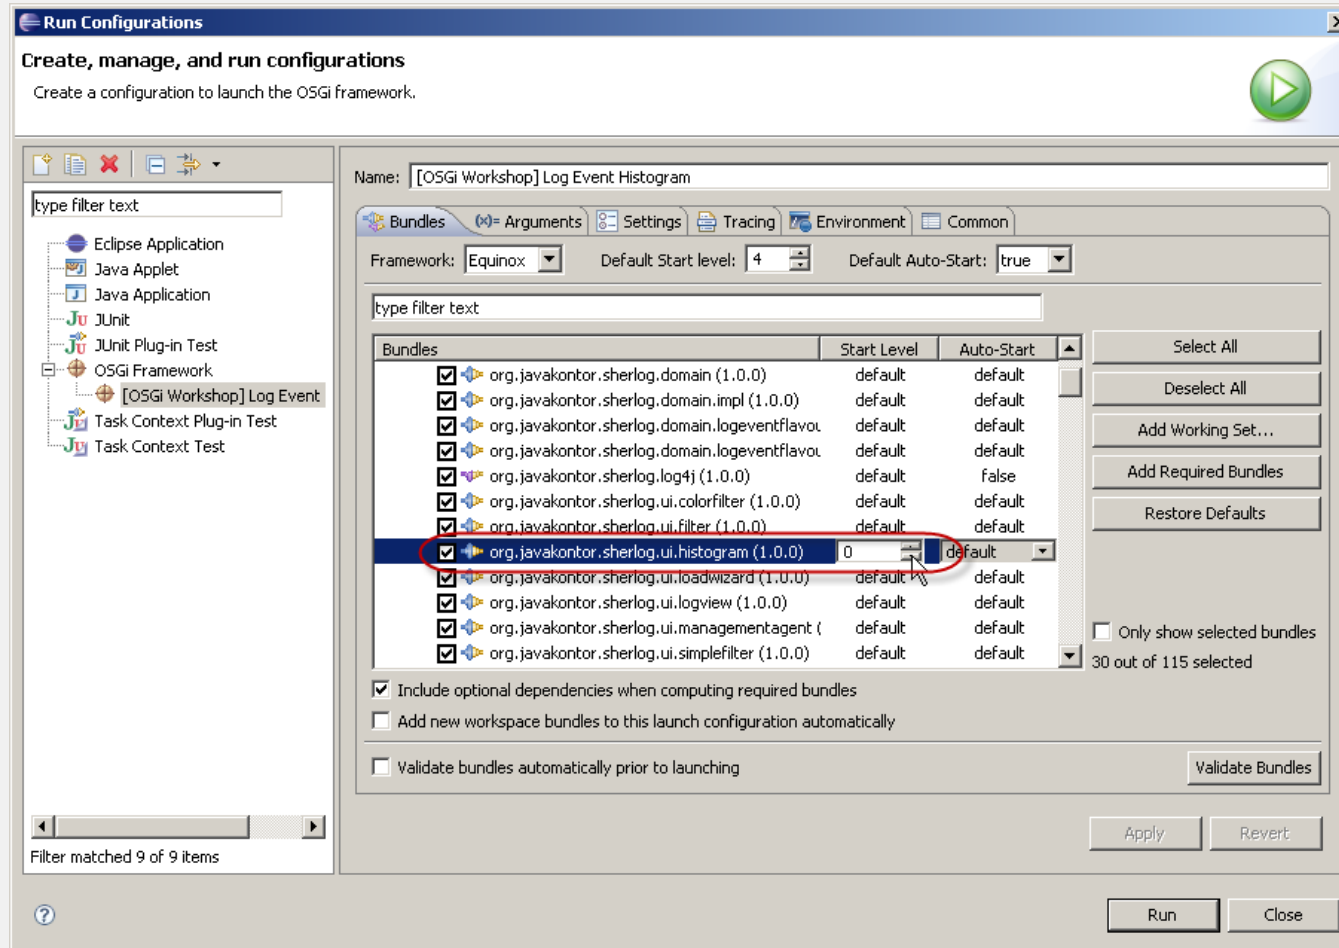 Run Configurations
Create, manage, and run configurations
Create a configuration to launch the OSGi framework.
type filter text
Eclipse Application
Java Applet
Java Application
JUnit
JUnit Plug-in Test
OSGi Framework
[OSGi Workshop] Log Event
Task Context Plug-in Test
Task Context Test
Filter matched 9 of 9 items
Name: [OSGi Workshop] Log Event Histogram
Bundles (x)= Arguments Settings Tracing Environment Common
Framework: Equinox Default Start level: 4 Default Auto-Start: true
type filter text
Bundles Start Level Auto-Start
org.javakontor.sherlog.domain (1.0.0) default default
org.javakontor.sherlog.domain.impl (1.0.0) default default
org.javakontor.sherlog.domain.logeventflavou default default
org.javakontor.sherlog.domain.logeventflavou default default
org.javakontor.sherlog.log4j (1.0.0) default false
org.javakontor.sherlog.ui.colorfilter (1.0.0) default default
org.javakontor.sherlog.ui.filter (1.0.0) default default
org.javakontor.sherlog.ui.histogram (1.0.0) 0 default
org.javakontor.sherlog.ui.loadwizard (1.0.0) default default
org.javakontor.sherlog.ui.logview (1.0.0) default default
org.javakontor.sherlog.ui.managementagent ( default default
org.javakontor.sherlog.ui.simplefilter (1.0.0) default default
Select All
Deselect All
Add Working Set...
Add Required Bundles
Restore Defaults
Only show selected bundles
30 out of 115 selected
Include optional dependencies when computing required bundles
Add new workspace bundles to this launch configuration automatically
Validate bundles automatically prior to launching
Validate Bundles
Apply Revert
Run Close